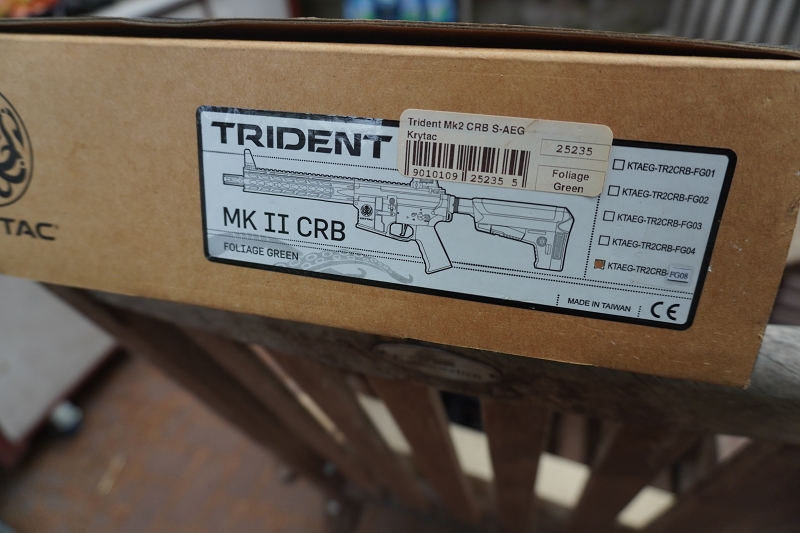 TAC
TRIDENT
Trident Mk2 CRB S-AEG
Krytac
25235
9010109 25235 5
Foliage
Green
MK II CRB
FOLIAGE GREEN
KTAEG-TR2CRB-FG01
KTAEG-TR2CRB-FG02
KTAEG-TR2CRB-FG03
KTAEG-TR2CRB-FG04
KTAEG-TR2CRB-FG08
MADE IN TAIWAN
CE